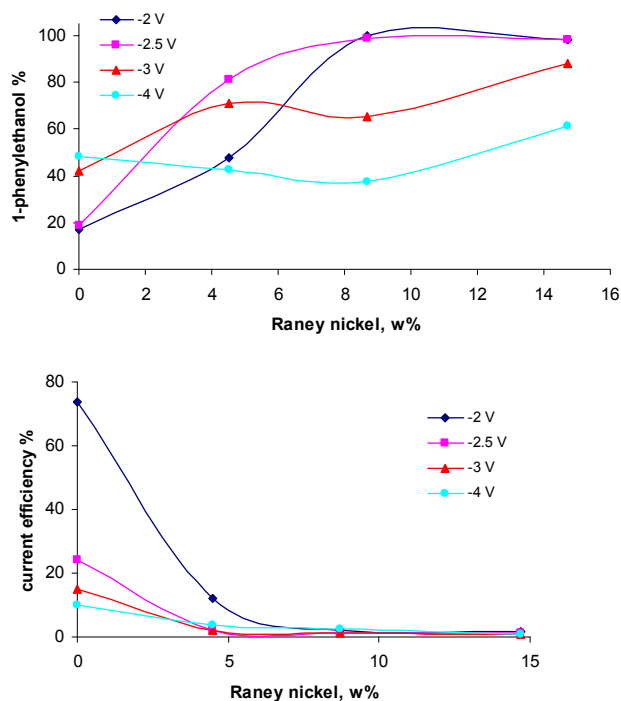 -2 V
-2.5 V
-3 V
-4 V
1-phenylethanol %
100
80
60
40
20
0
0 2 4 6 8 10 12 14 16
Raney nickel, w%
-2 V
-2.5 V
-3 V
-4 V
current efficiency %
80
60
40
20
0
0 5 10 15
Raney nickel, w%